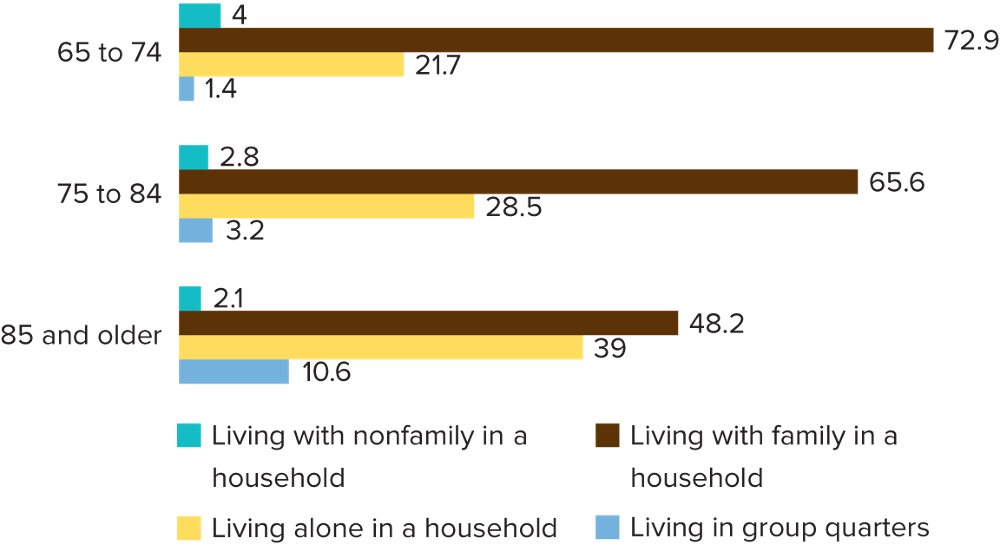 4
65 to 74
72.9
21.7
1.4
2.8
75 to 84
65.6
28.5
3.2
2.1
85 and older
48.2
39
10.6
Living with nonfamily in a
household
Living with family in a
household
Living alone in a household
Living in group quarters